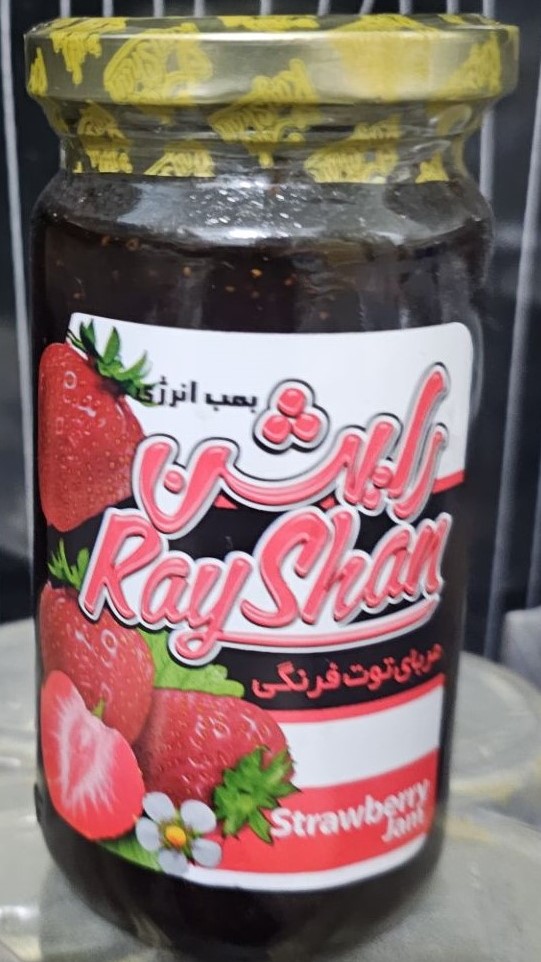 بمب انرژی
رایشن
RayShan
مربای توت فرنگی
Strawberry
Jam